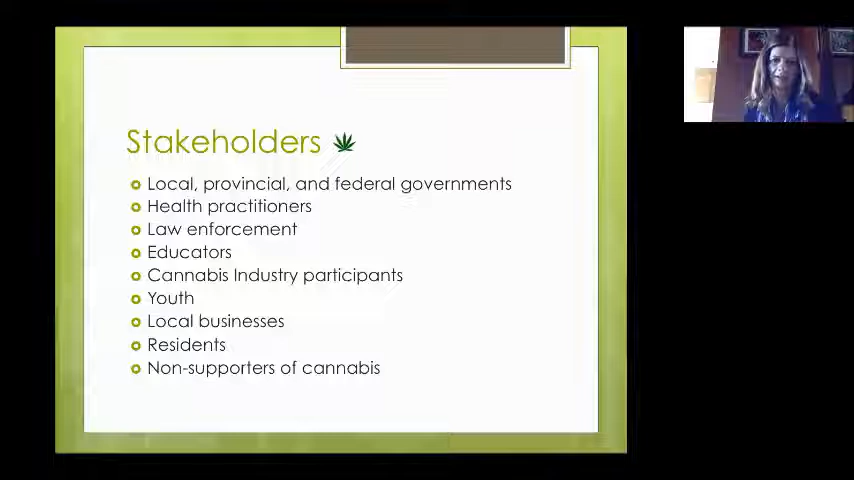 Stakeholders
Local, provincial, and federal governments
Health practitioners
Law enforcement
Educators
Cannabis Industry participants
Youth
Local businesses
Residents
Non-supporters of cannabis